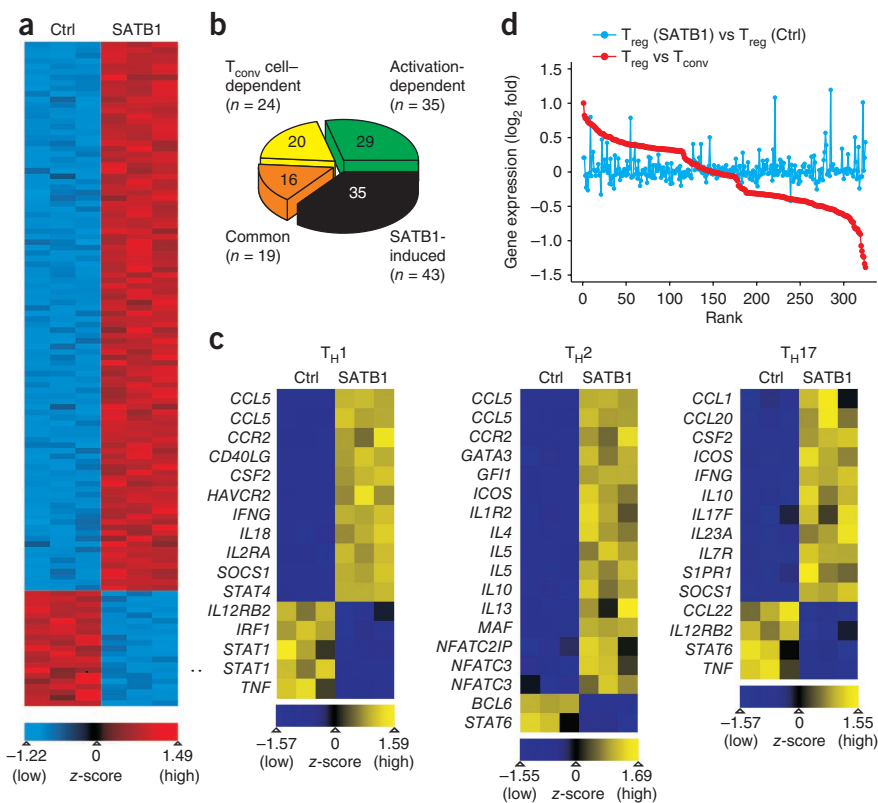 a
Ctrl SATB1
−1.22 0 1.49
(low) z-score (high)
b
Tconv cell–dependent
(n = 24)
Activation-dependent
(n = 35)
20
29
16
35
Common
(n = 19)
SATB1-induced
(n = 43)
d
Treg (SATB1) vs Treg (Ctrl)
Treg vs Tconv
Gene expression (log2 fold)
1.5
1.0
0.5
0
−0.5
−1.0
−1.5
0 50 100 150 200 250 300
Rank
c
TH1
Ctrl SATB1
CCL5
CCL5
CCR2
CD40LG
CSF2
HAVCR2
IFNG
IL18
IL2RA
SOCS1
STAT4
IL12RB2
IRF1
STAT1
STAT1
TNF
−1.57 0 1.59
(low) z-score (high)
TH2
Ctrl SATB1
CCL5
CCL5
CCR2
GATA3
GFI1
ICOS
IL1R2
IL4
IL5
IL5
IL10
IL13
MAF
NFATC2IP
NFATC3
NFATC3
BCL6
STAT6
−1.55 0 1.69
(low) z-score (high)
TH17
Ctrl SATB1
CCL1
CCL20
CSF2
ICOS
IFNG
IL10
IL17F
IL23A
IL7R
S1PR1
SOCS1
CCL22
IL12RB2
STAT6
TNF
−1.57 0 1.55
(low) z-score (high)